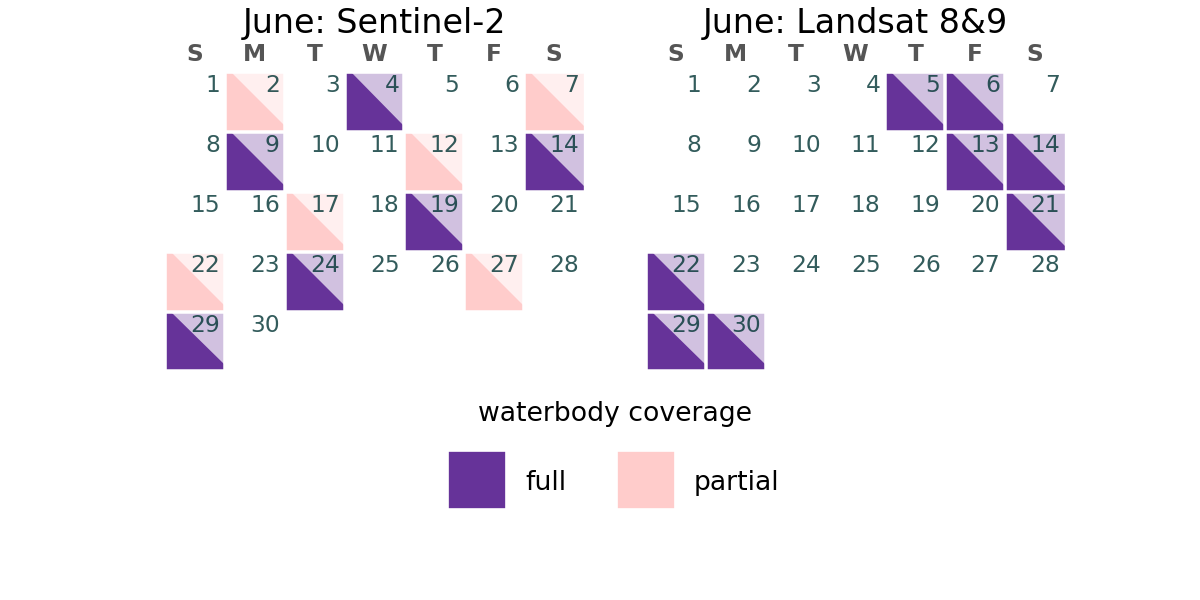 June: Sentinel-2
S M T W T F S
1 2 3 4 5 6 7
8 9 10 11 12 13 14
15 16 17 18 19 20 21
22 23 24 25 26 27 28
29 30
June: Landsat 8&9
S M T W T F S
1 2 3 4 5 6 7
8 9 10 11 12 13 14
15 16 17 18 19 20 21
22 23 24 25 26 27 28
29 30
waterbody coverage
full partial